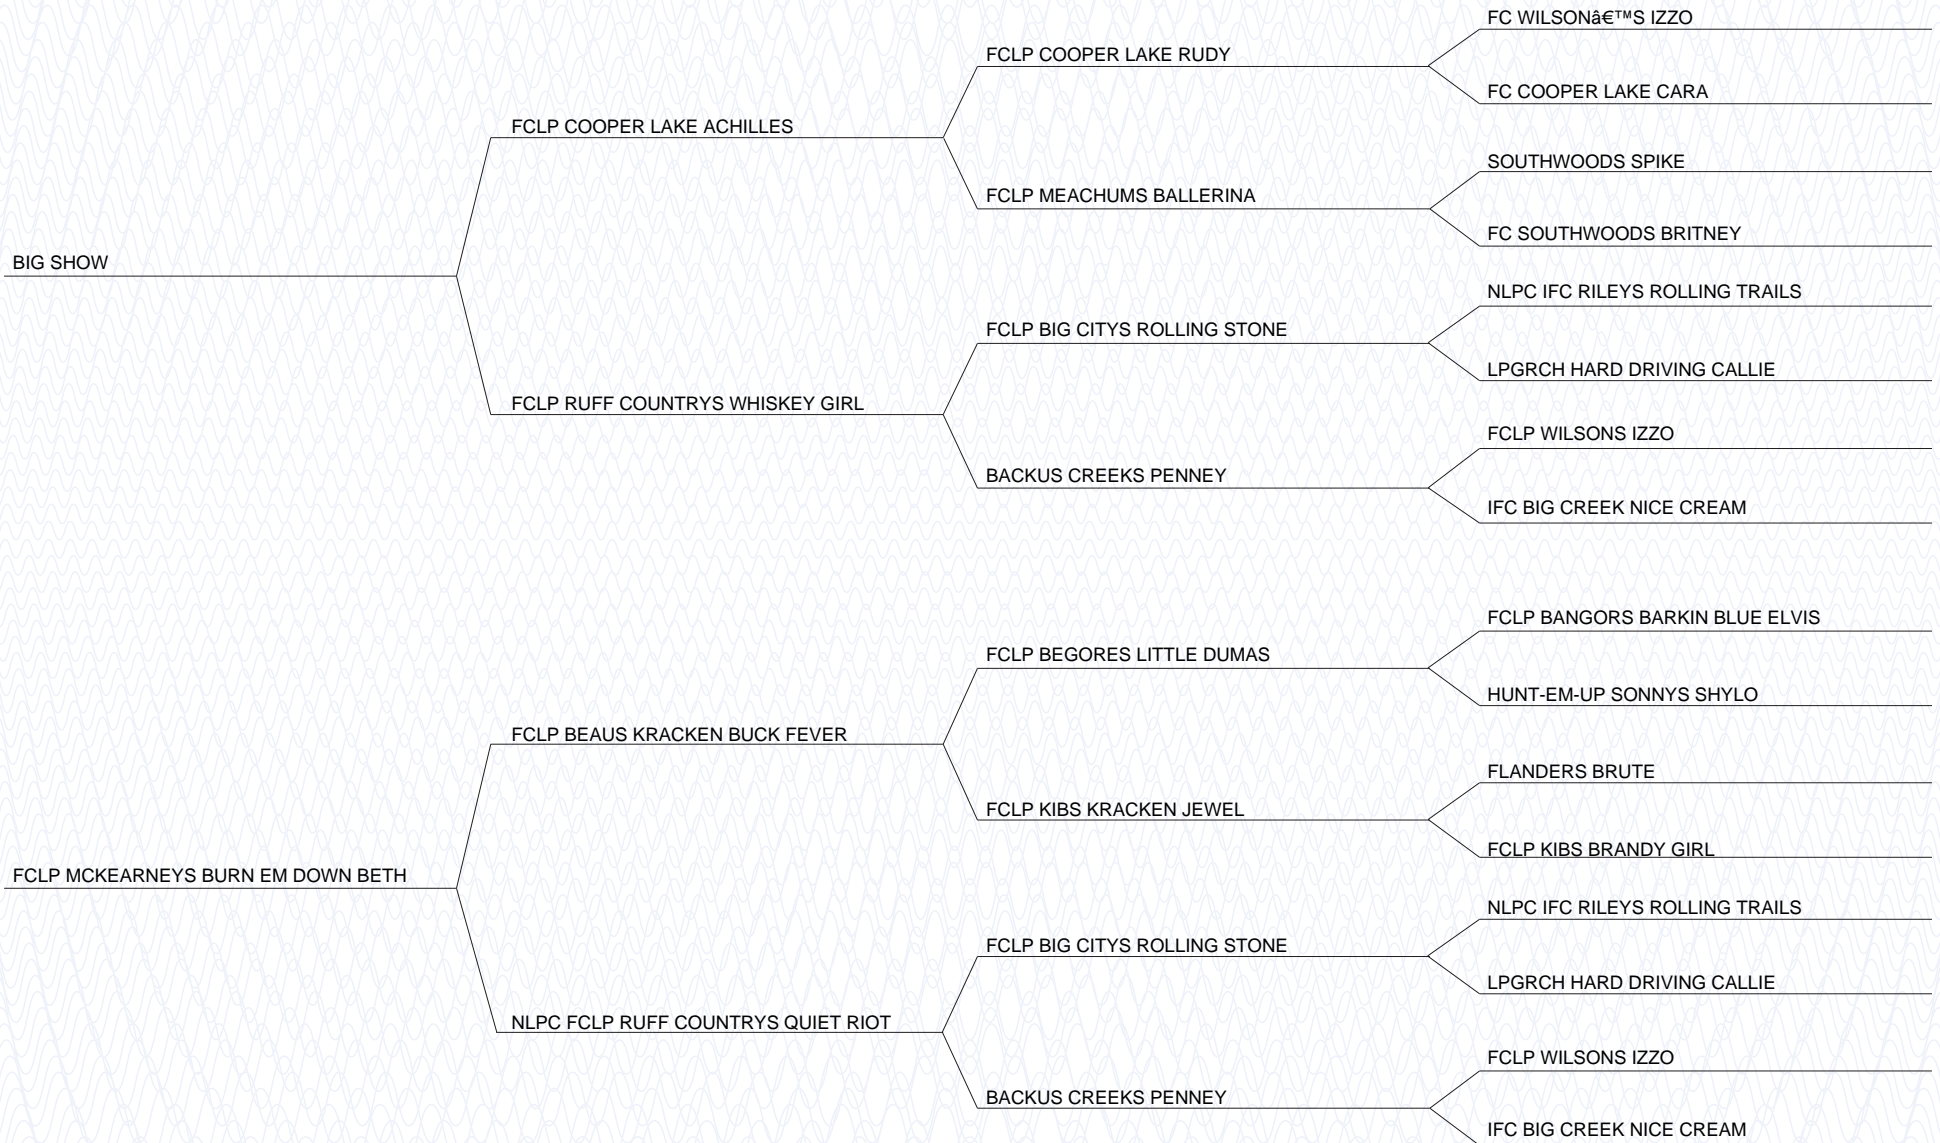 FC WILSONâ€™S IZZO
FCLP COOPER LAKE RUDY
FC COOPER LAKE CARA
FCLP COOPER LAKE ACHILLES
SOUTHWOODS SPIKE
FCLP MEACHUMS BALLERINA
FC SOUTHWOODS BRITNEY
BIG SHOW
NLPC IFC RILEYS ROLLING TRAILS
FCLP BIG CITYS ROLLING STONE
LPGRCH HARD DRIVING CALLIE
FCLP RUFF COUNTRYS WHISKEY GIRL
FCLP WILSONS IZZO
BACKUS CREEKS PENNEY
IFC BIG CREEK NICE CREAM
FCLP BANGORS BARKIN BLUE ELVIS
FCLP BEGORES LITTLE DUMAS
HUNT-EM-UP SONNYS SHYLO
FCLP BEAUS KRACKEN BUCK FEVER
FLANDERS BRUTE
FCLP KIBS KRACKEN JEWEL
FCLP KIBS BRANDY GIRL
FCLP MCKEARNEYS BURN EM DOWN BETH
NLPC IFC RILEYS ROLLING TRAILS
FCLP BIG CITYS ROLLING STONE
LPGRCH HARD DRIVING CALLIE
NLPC FCLP RUFF COUNTRYS QUIET RIOT
FCLP WILSONS IZZO
BACKUS CREEKS PENNEY
IFC BIG CREEK NICE CREAM